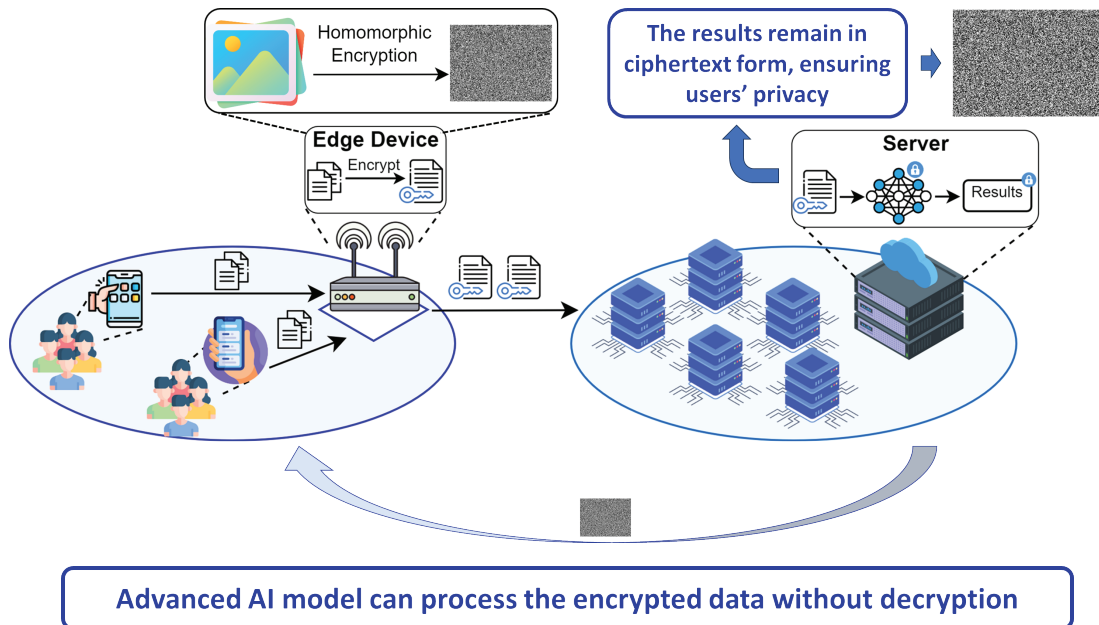 Homomorphic
Encryption
The results remain in
ciphertext form, ensuring
users’ privacy
Edge Device
Encrypt
Server
Results
Advanced AI model can process the encrypted data without decryption